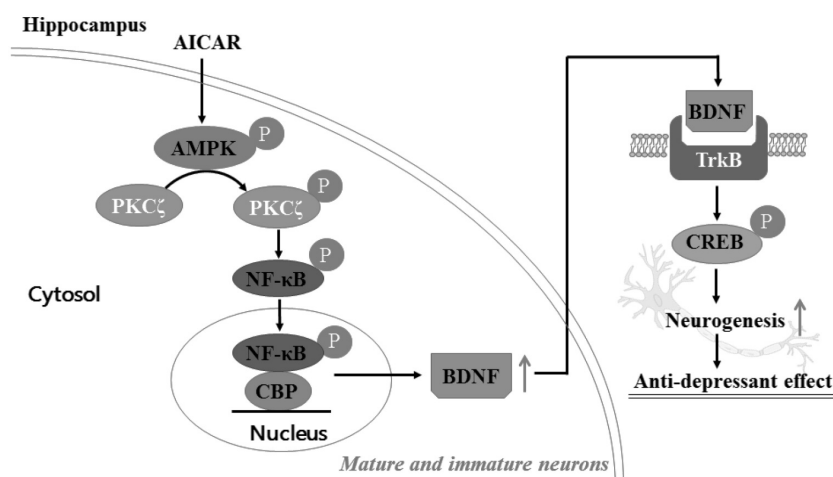 Hippocampus
AICAR
P
AMPK
PKCζ
P
PKCζ
P
NF-κB
Cytosol
P
NF-κB
CBP
Nucleus
BDNF
Mature and immature neurons
BDNF
TrkB
P
CREB
Neurogenesis
Anti-depressant effect